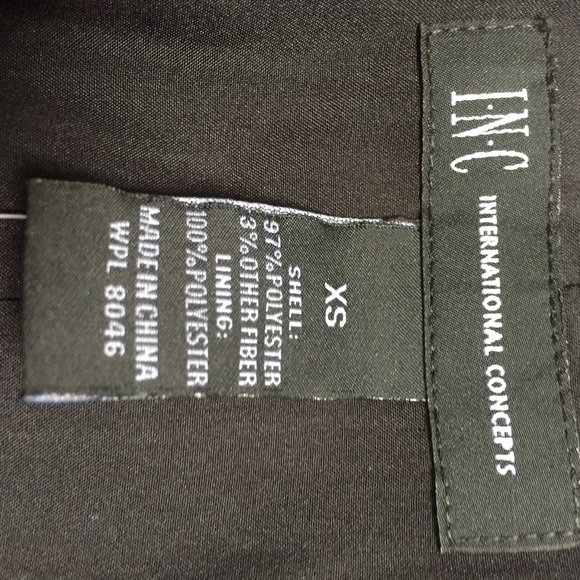 I·N·C
INTERNATIONAL CONCEPTS
XS
SHELL:
97% POLYESTER
3% OTHER FIBER
LINING:
100% POLYESTER
MADE IN CHINA
WPL 8046